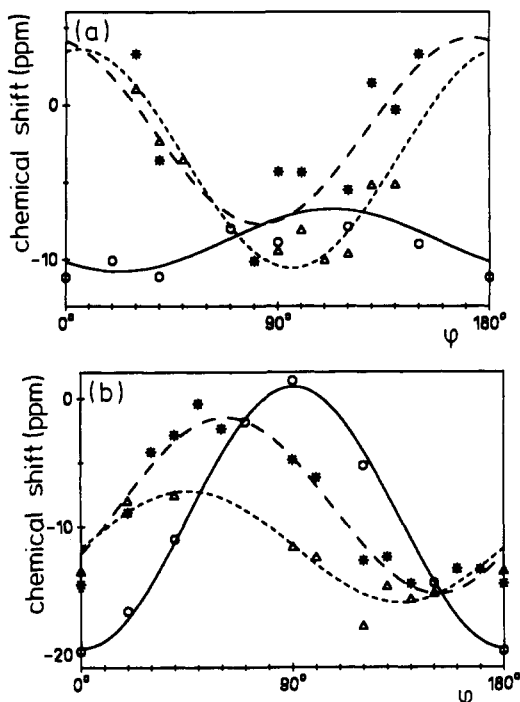 (a)
chemical shift (ppm)
0
-10
0° 90° φ 180°
(b)
chemical shift (ppm)
0
-10
-20
0° 90° φ 180°